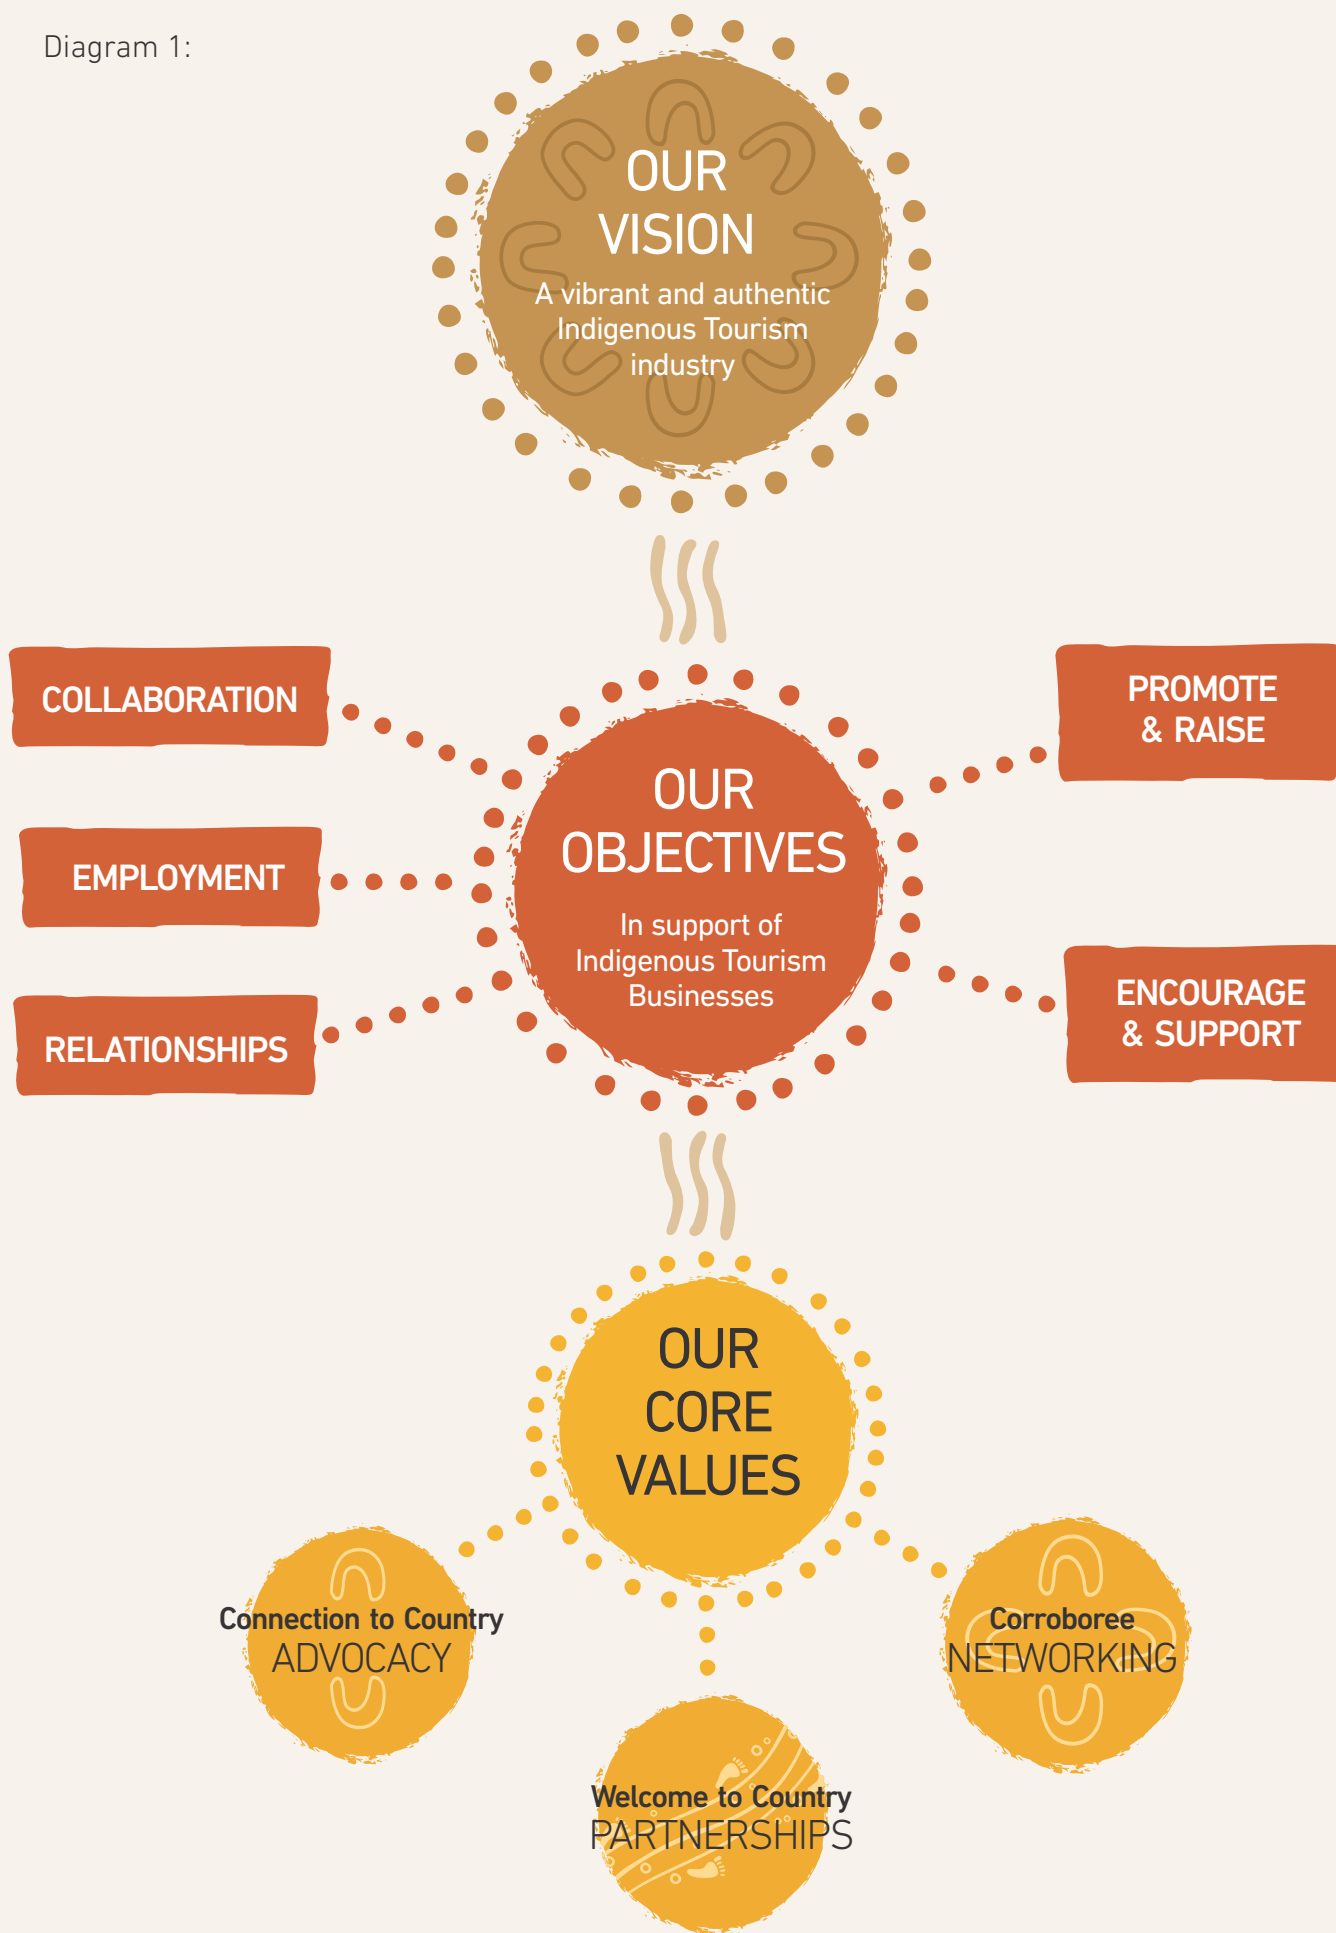 Diagram 1:
OUR
VISION
A vibrant and authentic
Indigenous Tourism
industry
COLLABORATION
EMPLOYMENT
RELATIONSHIPS
OUR
OBJECTIVES
In support of
Indigenous Tourism
Businesses
PROMOTE
& RAISE
ENCOURAGE
& SUPPORT
OUR
CORE
VALUES
Connection to Country
ADVOCACY
Welcome to Country
PARTNERSHIPS
Corroboree
NETWORKING